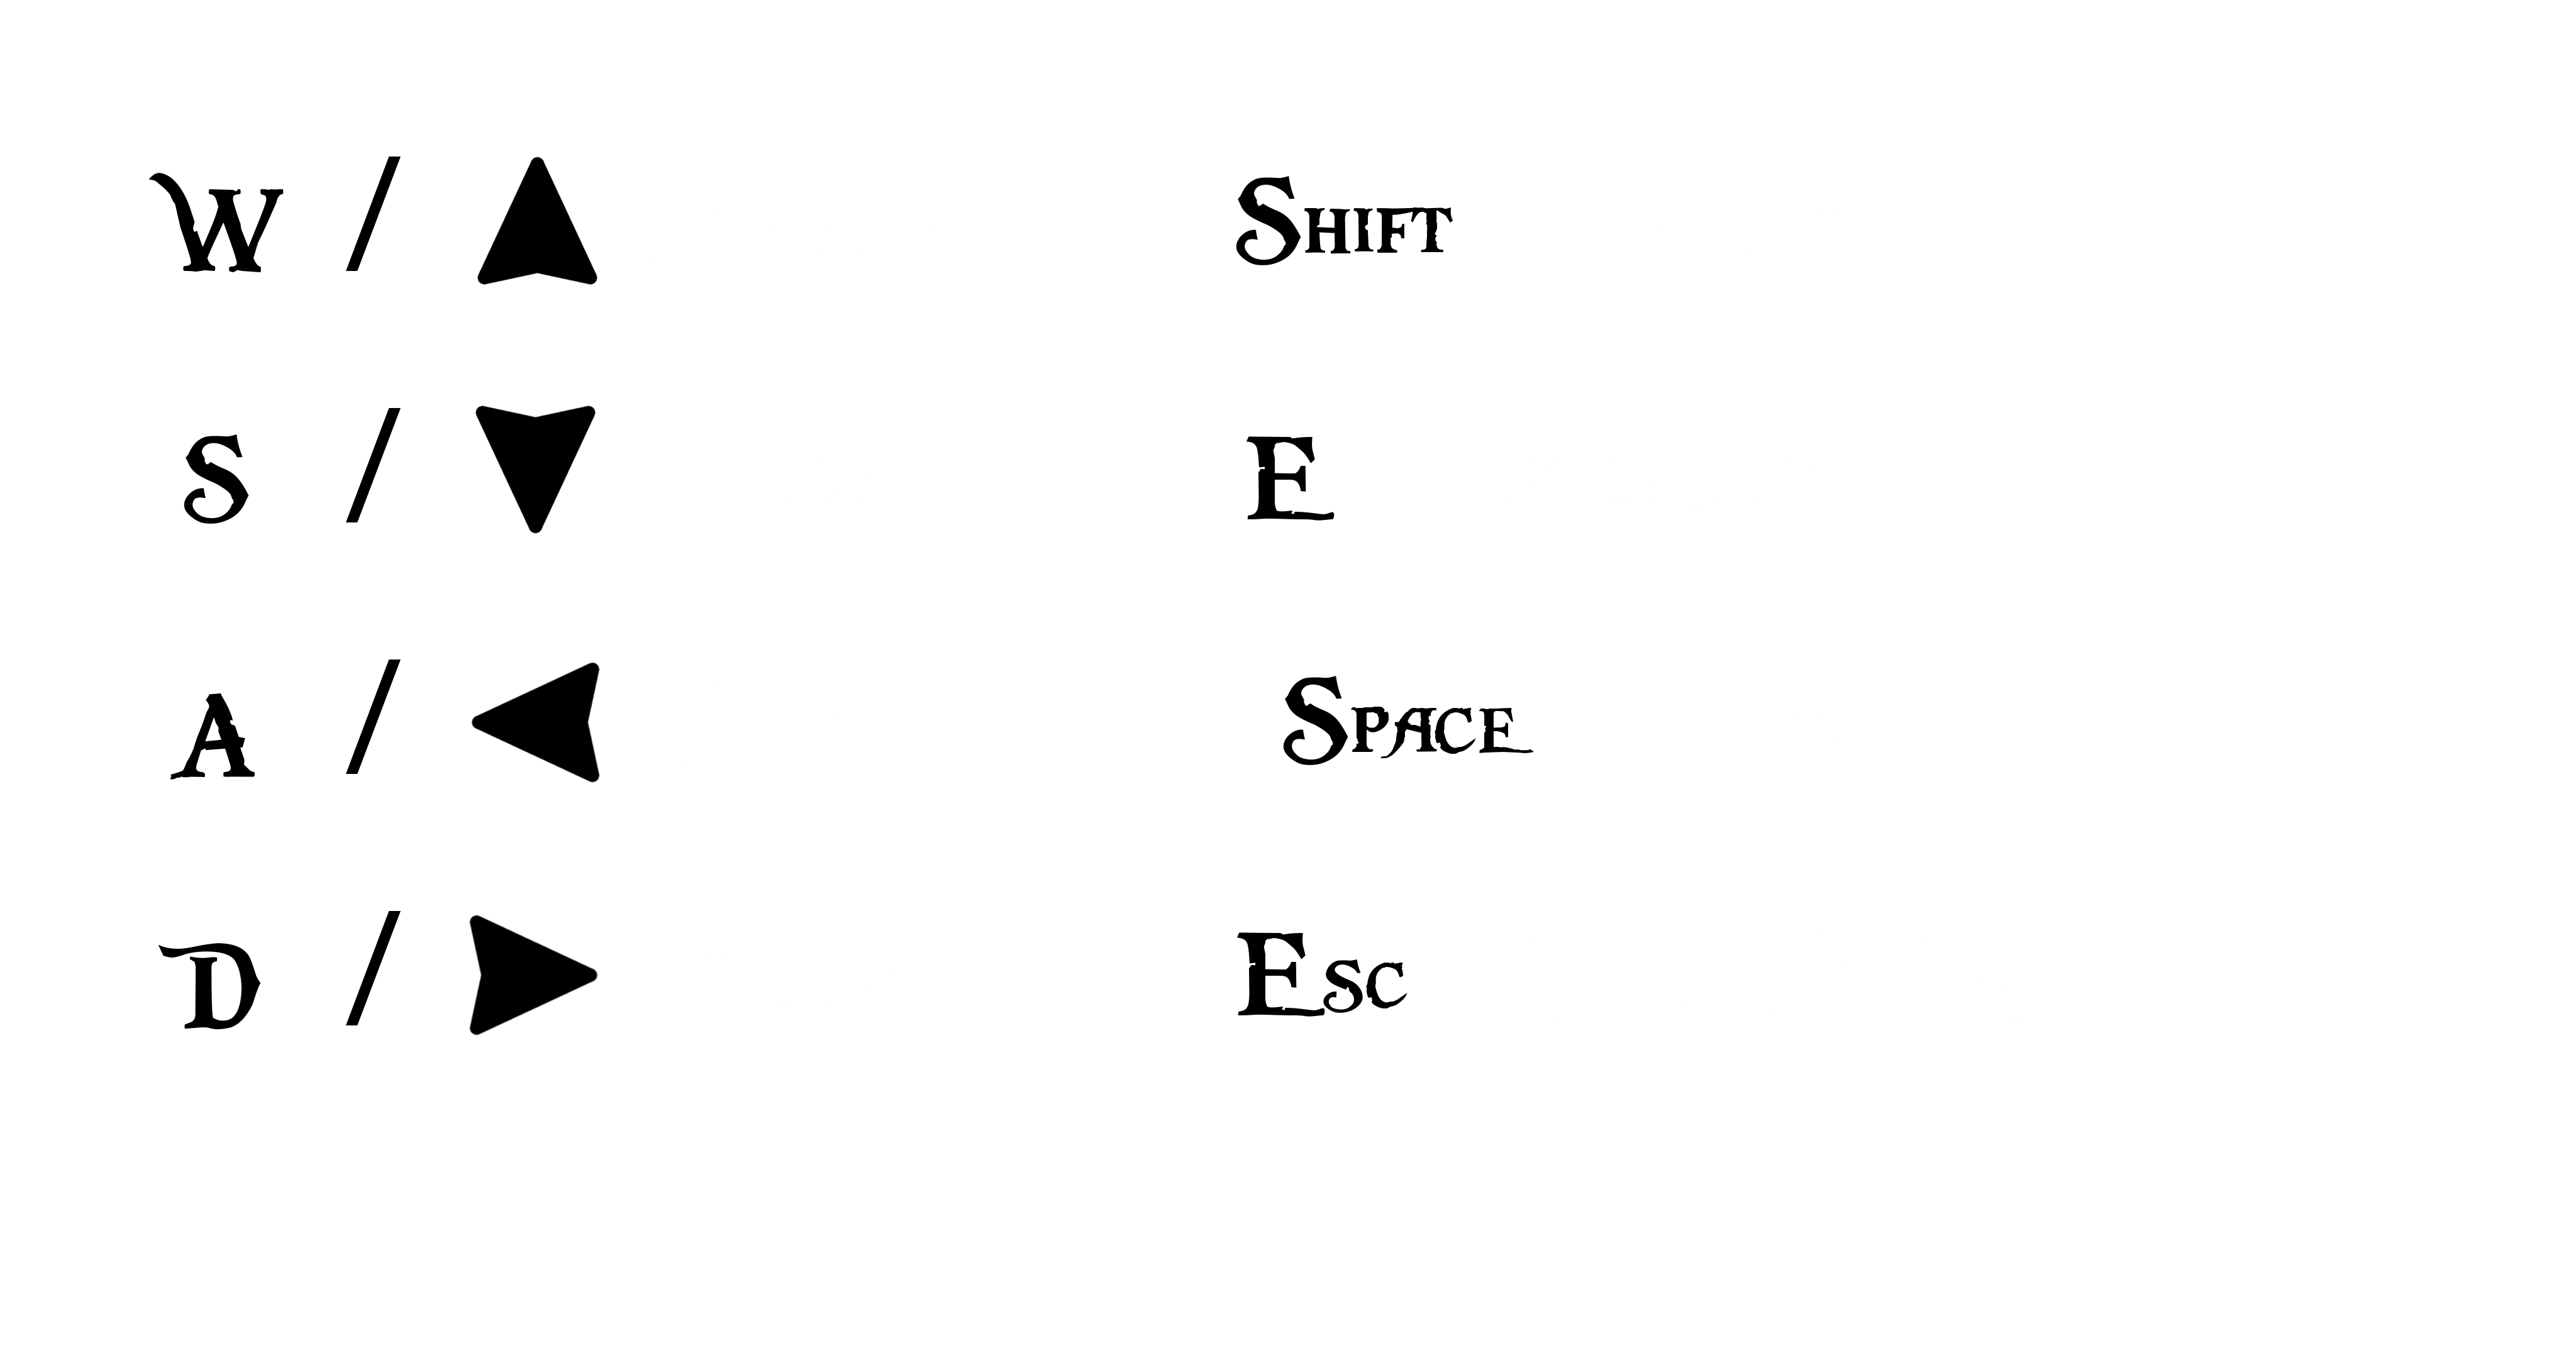 W / ▲
S / ▼
A / ◀
D / ▶
Shift
E
Space
Esc